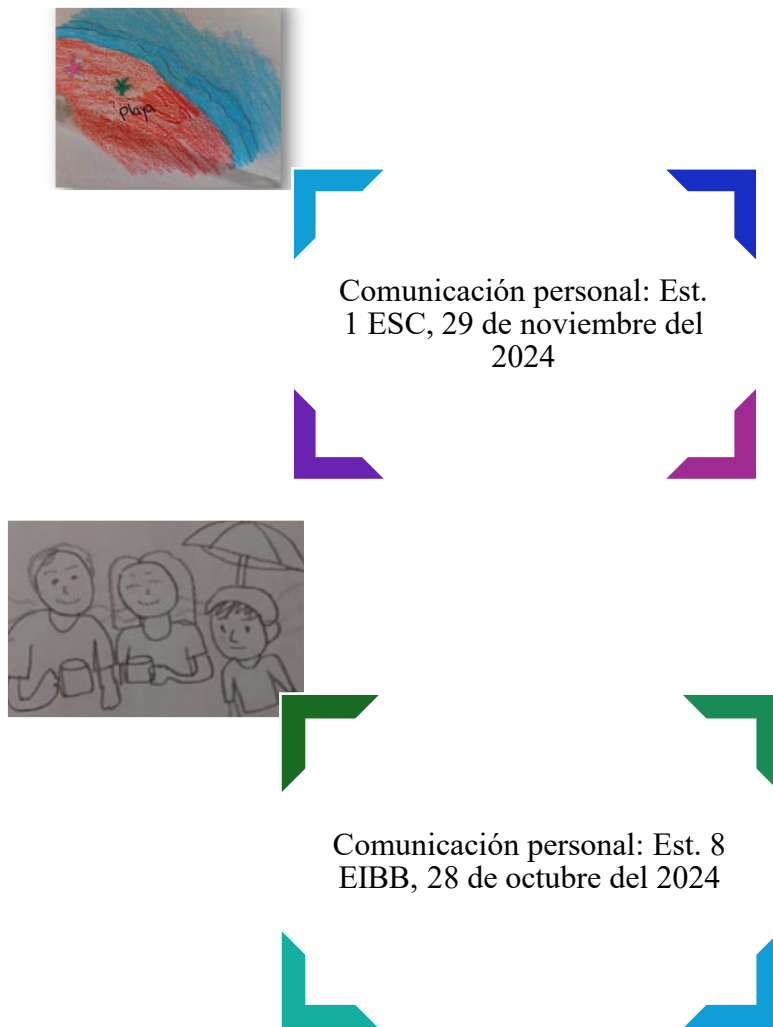 playa
Comunicación personal: Est.
1 ESC, 29 de noviembre del
2024
Comunicación personal: Est. 8
EIBB, 28 de octubre del 2024